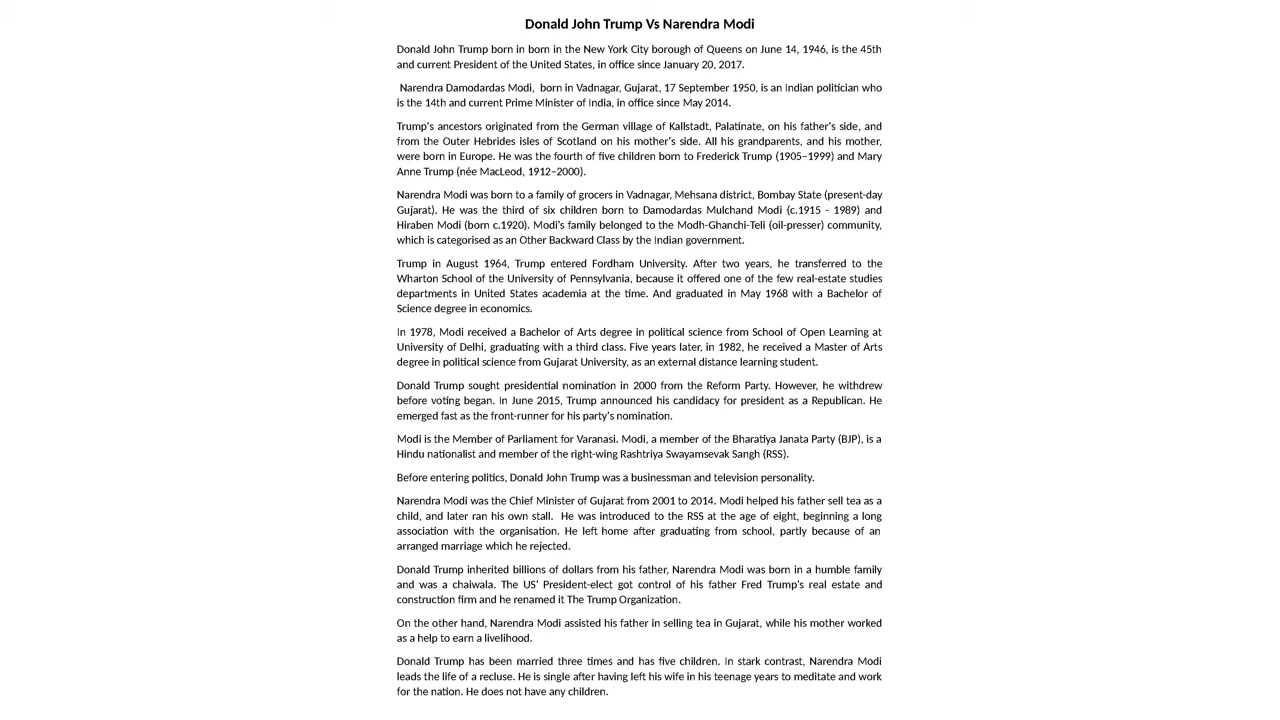 Donald John Trump Vs Narendra Modi
Donald John Trump born in born in the New York City borough of Queens on June 14, 1946, is the 45th
and current President of the United States, in office since January 20, 2017.
Narendra Damodardas Modi,  born in Vadnagar, Gujarat, 17 September 1950, is an Indian politician who
is the 14th and current Prime Minister of India, in office since May 2014.
Trump's ancestors originated from the German village of Kallstadt, Palatinate, on his father's side, and
from the Outer Hebrides isles of Scotland on his mother's side. All his grandparents, and his mother,
were born in Europe. He was the fourth of five children born to Frederick Trump (1905–1999) and Mary
Anne Trump (née MacLeod, 1912–2000).
Narendra Modi was born to a family of grocers in Vadnagar, Mehsana district, Bombay State (present-day
Gujarat). He was the third of six children born to Damodardas Mulchand Modi (c.1915 - 1989) and
Hiraben Modi (born c.1920). Modi's family belonged to the Modh-Ghanchi-Teli (oil-presser) community,
which is categorised as an Other Backward Class by the Indian government.
Trump in August 1964, Trump entered Fordham University. After two years, he transferred to the
Wharton School of the University of Pennsylvania, because it offered one of the few real-estate studies
departments in United States academia at the time. And graduated in May 1968 with a Bachelor of
Science degree in economics.
In 1978, Modi received a Bachelor of Arts degree in political science from School of Open Learning at
University of Delhi, graduating with a third class. Five years later, in 1982, he received a Master of Arts
degree in political science from Gujarat University, as an external distance learning student.
Donald Trump sought presidential nomination in 2000 from the Reform Party. However, he withdrew
before voting began. In June 2015, Trump announced his candidacy for president as a Republican. He
emerged fast as the front-runner for his party's nomination.
Modi is the Member of Parliament for Varanasi. Modi, a member of the Bharatiya Janata Party (BJP), is a
Hindu nationalist and member of the right-wing Rashtriya Swayamsevak Sangh (RSS).
Before entering politics, Donald John Trump was a businessman and television personality.
Narendra Modi was the Chief Minister of Gujarat from 2001 to 2014. Modi helped his father sell tea as a
child, and later ran his own stall.  He was introduced to the RSS at the age of eight, beginning a long
association with the organisation. He left home after graduating from school, partly because of an
arranged marriage which he rejected.
Donald Trump inherited billions of dollars from his father, Narendra Modi was born in a humble family
and was a chaiwala. The US' President-elect got control of his father Fred Trump's real estate and
construction firm and he renamed it The Trump Organization.
On the other hand, Narendra Modi assisted his father in selling tea in Gujarat, while his mother worked
as a help to earn a livelihood.
Donald Trump has been married three times and has five children. In stark contrast, Narendra Modi
leads the life of a recluse. He is single after having left his wife in his teenage years to meditate and work
for the nation. He does not have any children.